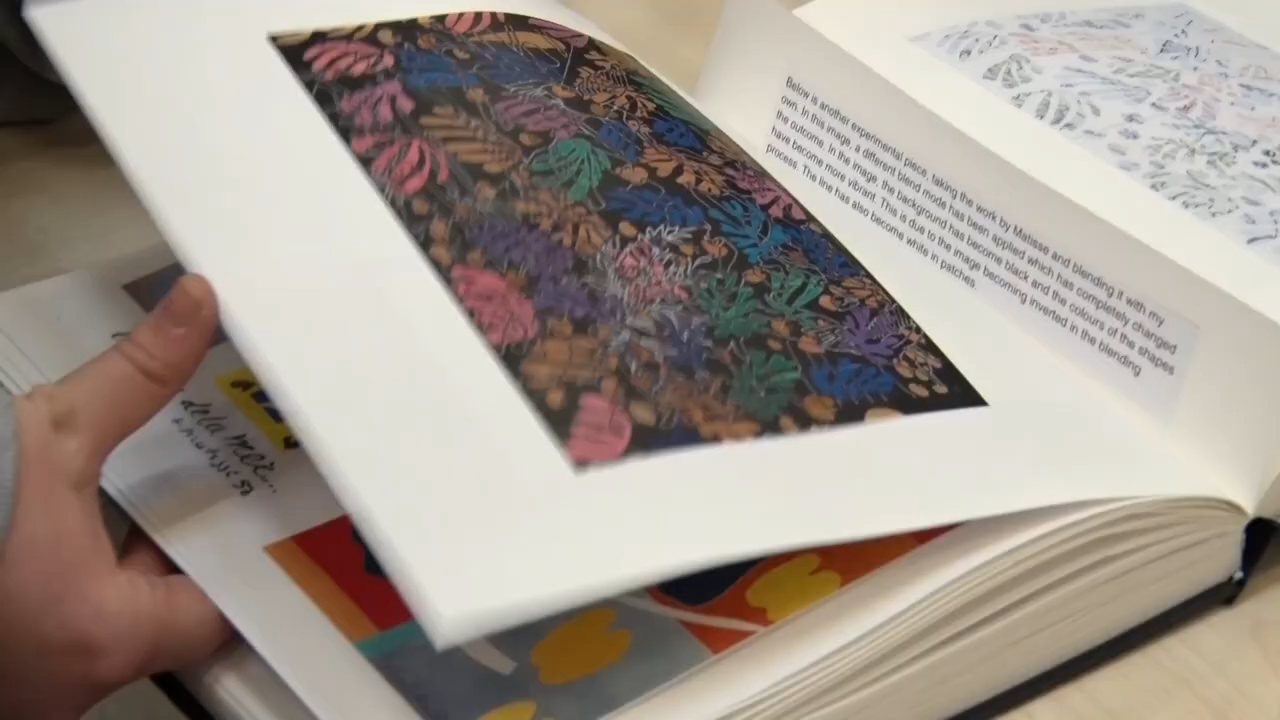 Below is another experimental piece, taking the work by Matisse and blending it with my
own. In this image, a different blend mode has been applied which has completely changed
the outcome. In the image, the background has become black and the colours of the shapes
have become more vibrant. This is due to the image becoming inverted in the blending
process. The line has also become white in patches.
de la mer